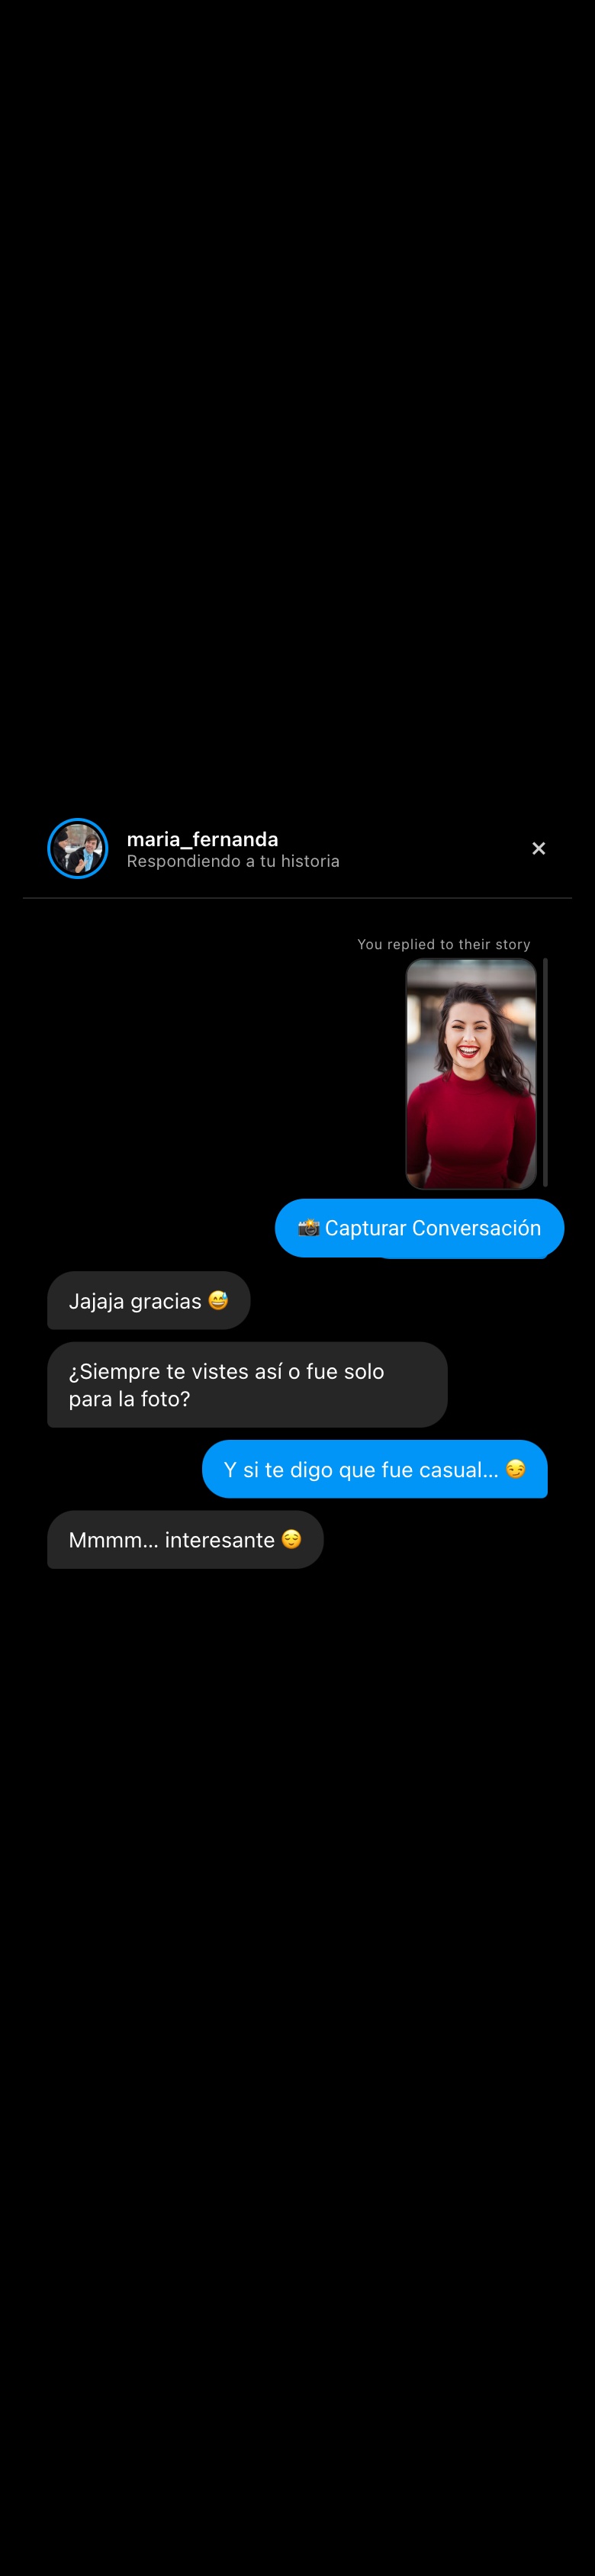 maria_fernanda
Respondiendo a tu historia
×
You replied to their story
📸 Capturar Conversación
Jajaja gracias 😅
¿Siempre te vistes así o fue solo
para la foto?
Y si te digo que fue casual... 😏
Mmmm... interesante 😌